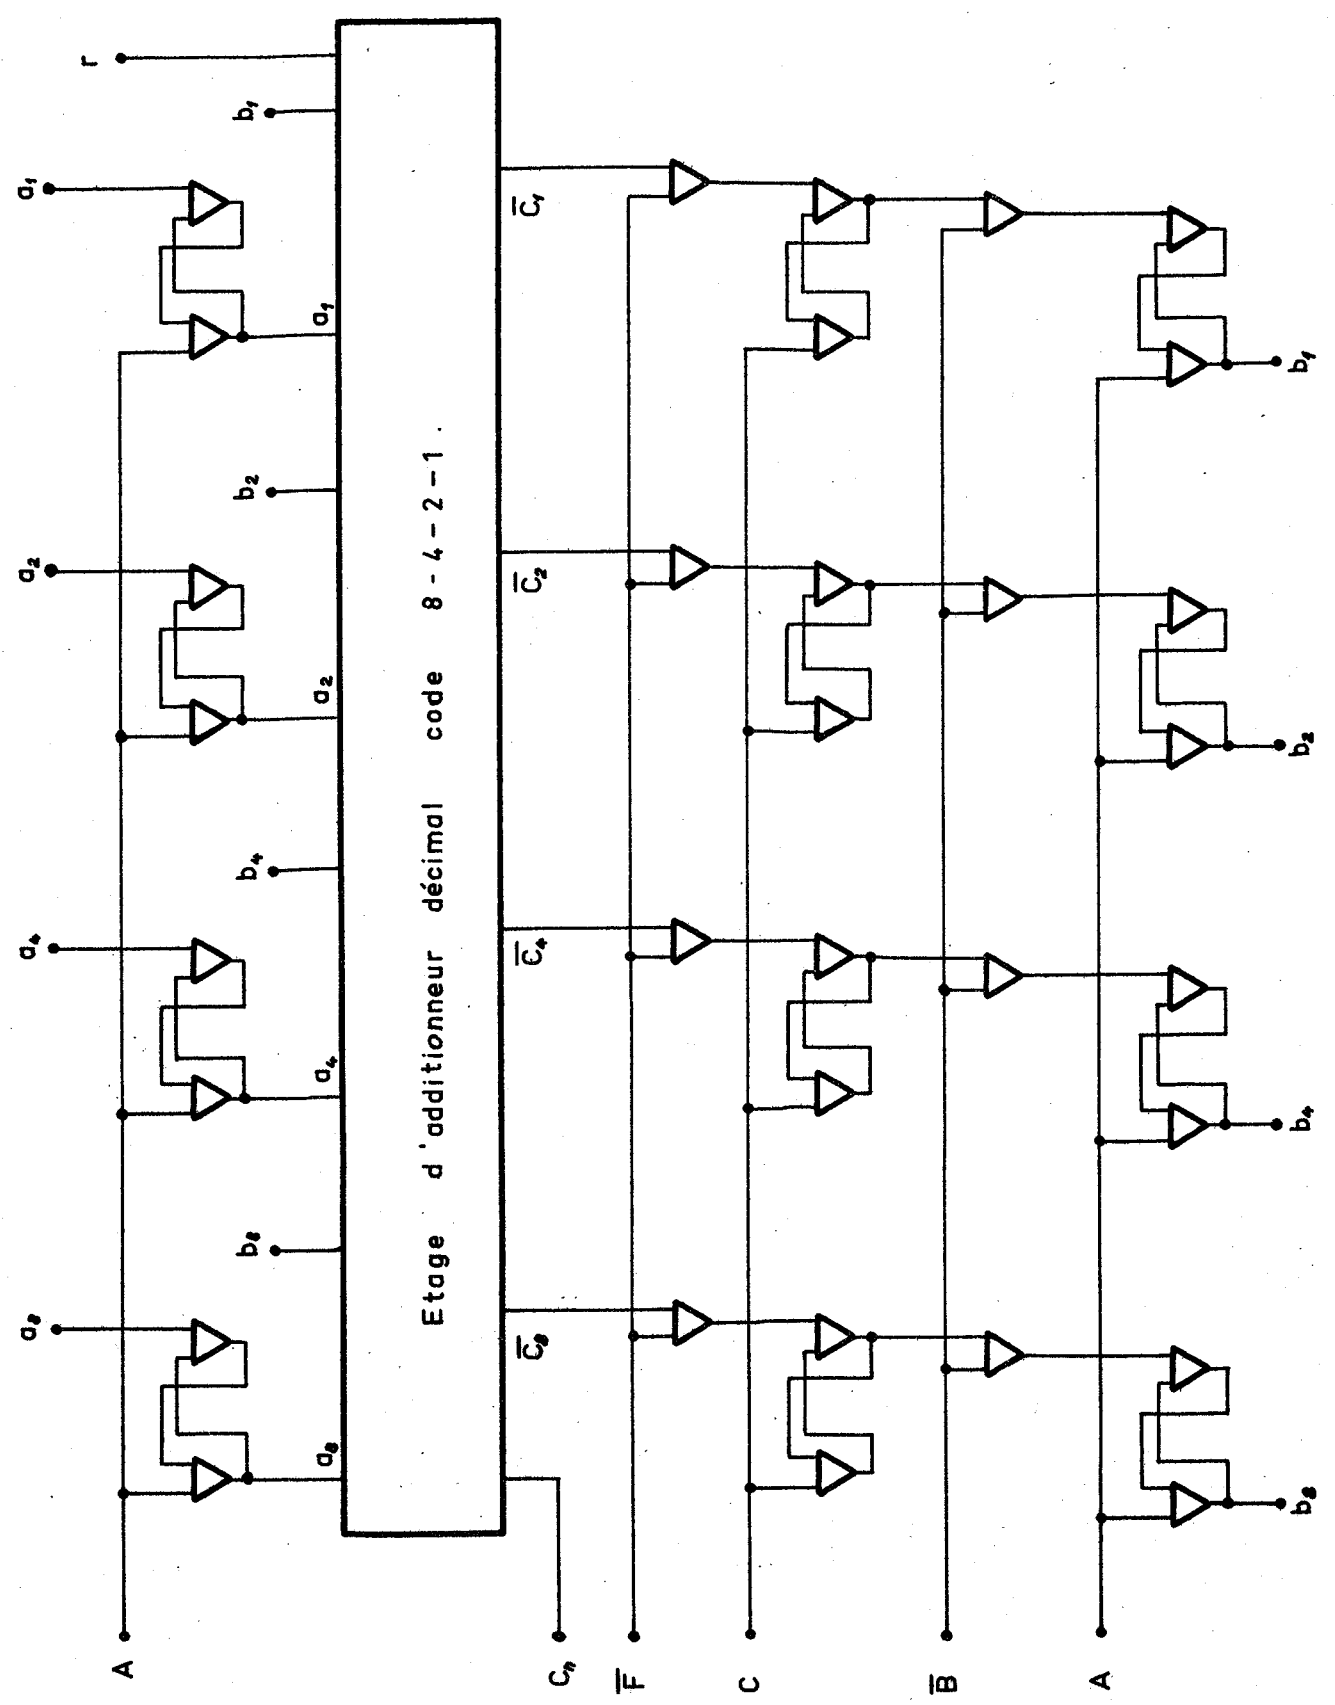 a₈ a₄ a₂ a₁
r
A
b₈ b₄ b₂ b₁
a₈ a₄ a₂ a₁
Etage d'additionneur décimal code 8-4-2-1.
C̅₈ C̅₄ C̅₂ C̅₁
Cₙ
F̅
C
B̅
A
b₈ b₄ b₂ b₁